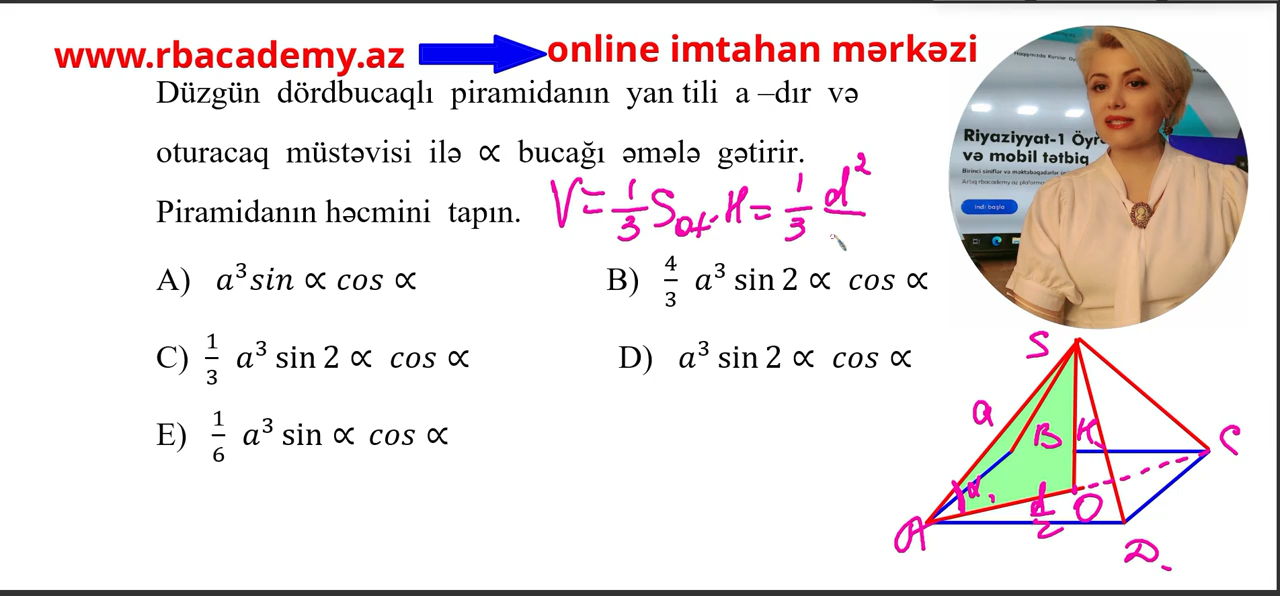 www.rbacademy.az online imtahan mərkəzi
Düzgün dördbucaqlı piramidanın yan tili a –dır və
oturacaq müstəvisi ilə ∝ bucağı əmələ gətirir.
Piramidanın həcmini tapın. V=1/3 Sot·H=1/3 d²
A) a³sin ∝ cos ∝
B) 4/3 a³ sin 2 ∝ cos ∝
C) 1/3 a³ sin 2 ∝ cos ∝
D) a³ sin 2 ∝ cos ∝
E) 1/6 a³ sin ∝ cos ∝
Riyaziyyat-1 Öyr
və mobil tətbiq
İndi başla
S
a
B H C
α d/2 O
A
D